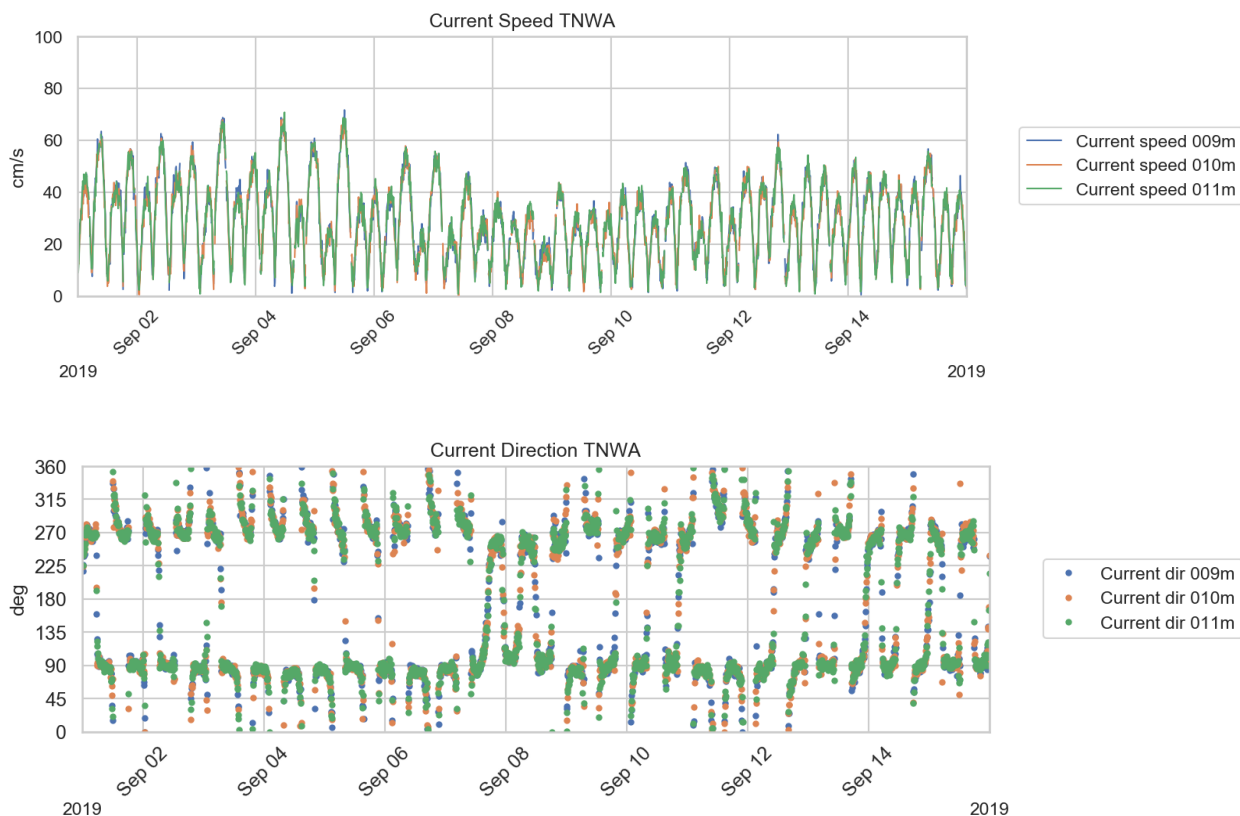 Current Speed TNWA
100
80
60
40
20
0
cm/s
Sep 02
Sep 04
Sep 06
Sep 08
Sep 10
Sep 12
Sep 14
2019
2019
Current speed 009m
Current speed 010m
Current speed 011m
Current Direction TNWA
360
315
270
225
180
135
90
45
0
deg
Sep 02
Sep 04
Sep 06
Sep 08
Sep 10
Sep 12
Sep 14
2019
2019
Current dir 009m
Current dir 010m
Current dir 011m